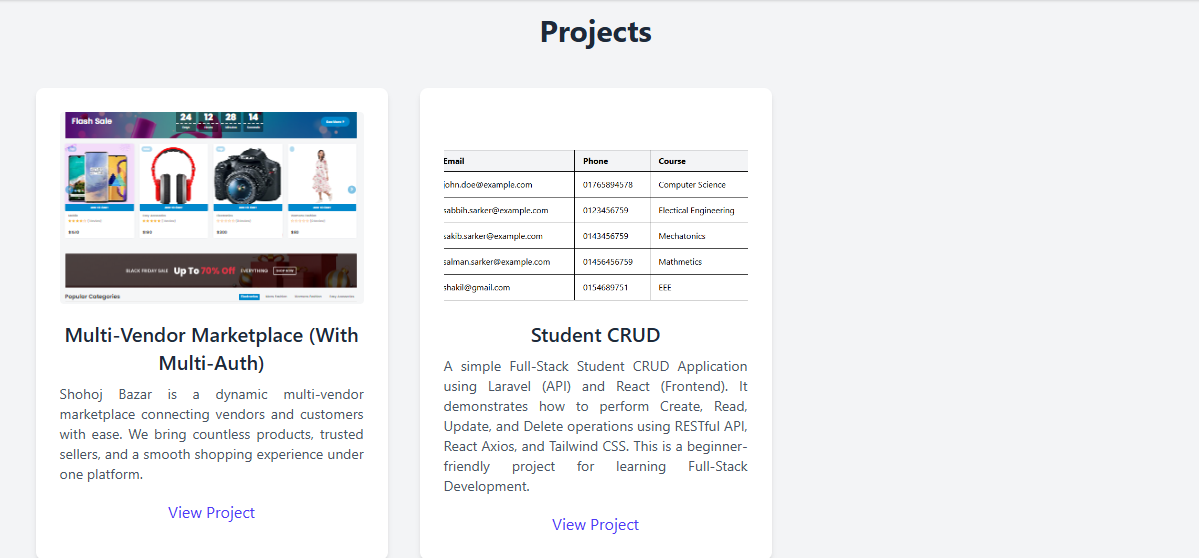 Projects
Flash Sale
24 12 28 14
BLACK FRIDAY SALE Up To 70% Off EVERYTHING
Popular Categories
Multi-Vendor Marketplace (With
Multi-Auth)
Shohoj Bazar is a dynamic multi-vendor
marketplace connecting vendors and customers
with ease. We bring countless products, trusted
sellers, and a smooth shopping experience under
one platform.
View Project
Email Phone Course
john.doe@example.com 01765894578 Computer Science
sabbih.sarker@example.com 0123456759 Electical Engineering
sakib.sarker@example.com 0143456759 Mechatonics
salman.sarker@example.com 01456456759 Mathmetics
shakil@gmail.com 0154689751 EEE
Student CRUD
A simple Full-Stack Student CRUD Application
using Laravel (API) and React (Frontend). It
demonstrates how to perform Create, Read,
Update, and Delete operations using RESTful API,
React Axios, and Tailwind CSS. This is a beginner-
friendly project for learning Full-Stack
Development.
View Project